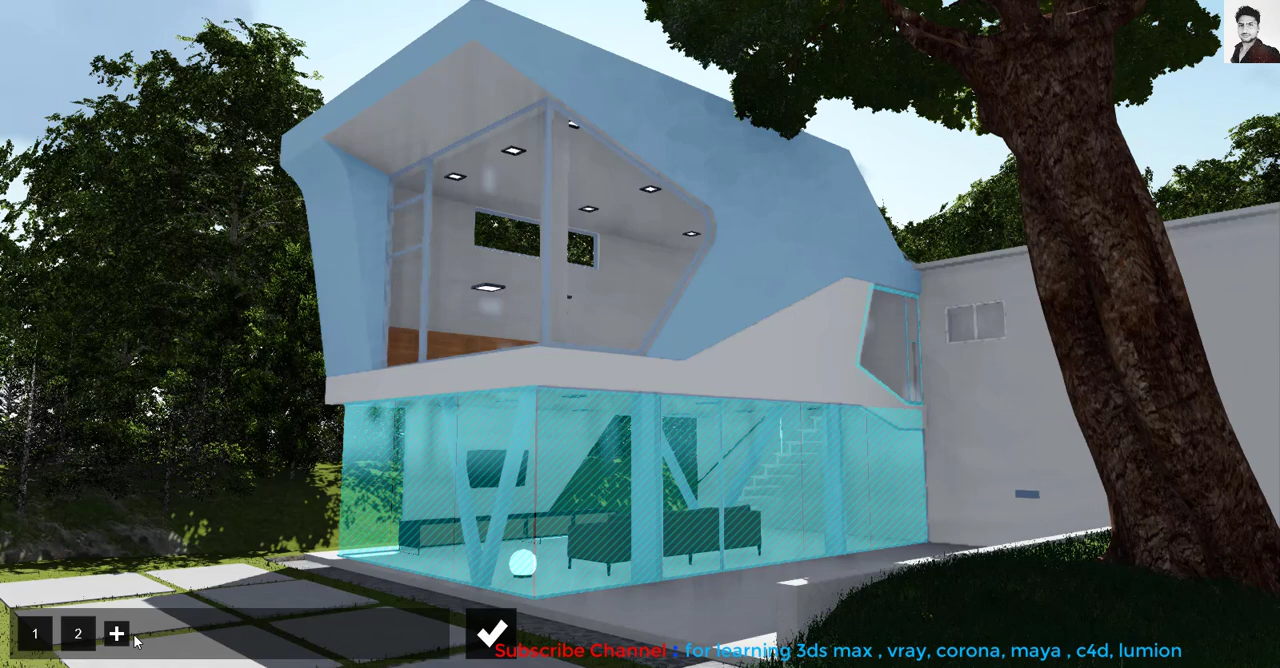 1
2
Subscribe Channel : for learning 3ds max , vray, corona, maya , c4d, lumion